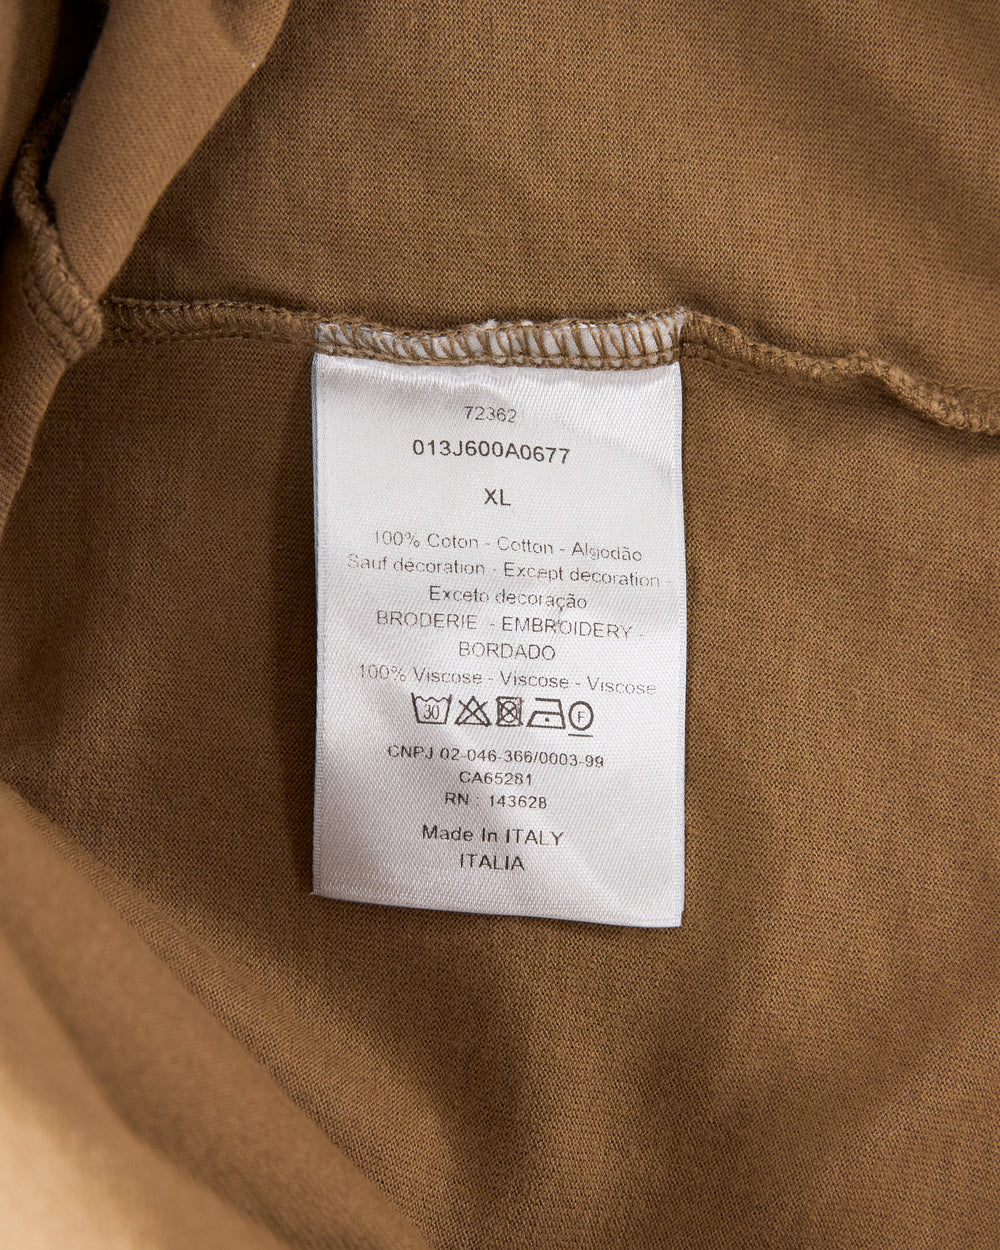 72362
013J600A0677
XL
100% Coton - Cotton - Algodão
Sauf décoration - Except decoration -
Exceto decoração
BRODERIE - EMBROIDERY -
BORDADO
100% Viscose - Viscose - Viscose
30 F
CNPJ 02-046-366/0003-99
CA65281
RN : 143628
Made In ITALY
ITALIA